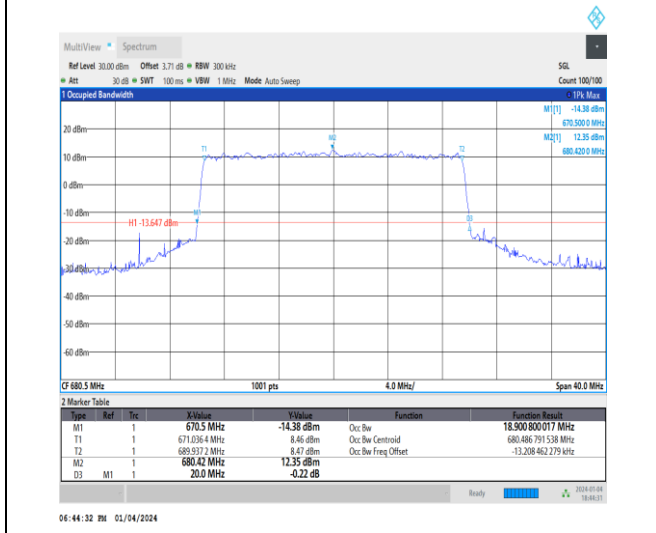 MultiView Spectrum
Ref Level 30.00 dBm Offset 3.71 dB RBW 300 kHz SGL
Att 30 dB SWT 100 ms VBW 1 MHz Mode Auto Sweep Count 100/100
1 Occupied Bandwidth 1Pk Max
M1[1] -14.38 dBm
670.500 0 MHz
M2[1] 12.35 dBm
680.420 0 MHz
20 dBm
M2
T1 T2
10 dBm
0 dBm
-10 dBm
M1
D3
H1 -13.647 dBm
-20 dBm
-30 dBm
-40 dBm
-50 dBm
-60 dBm
CF 680.5 MHz 1001 pts 4.0 MHz/ Span 40.0 MHz
2 Marker Table
Type Ref Trc X-Value Y-Value Function Function Result
M1 1 670.5 MHz -14.38 dBm Occ Bw 18.900 800 017 MHz
T1 1 671.036 4 MHz 8.46 dBm Occ Bw Centroid 680.486 791 538 MHz
T2 1 689.937 2 MHz 8.47 dBm Occ Bw Freq Offset -13.208 462 279 kHz
M2 1 680.42 MHz 12.35 dBm
D3 M1 1 20.0 MHz -0.22 dB
Ready 2024-01-04
18:44:31
06:44:32 PM 01/04/2024